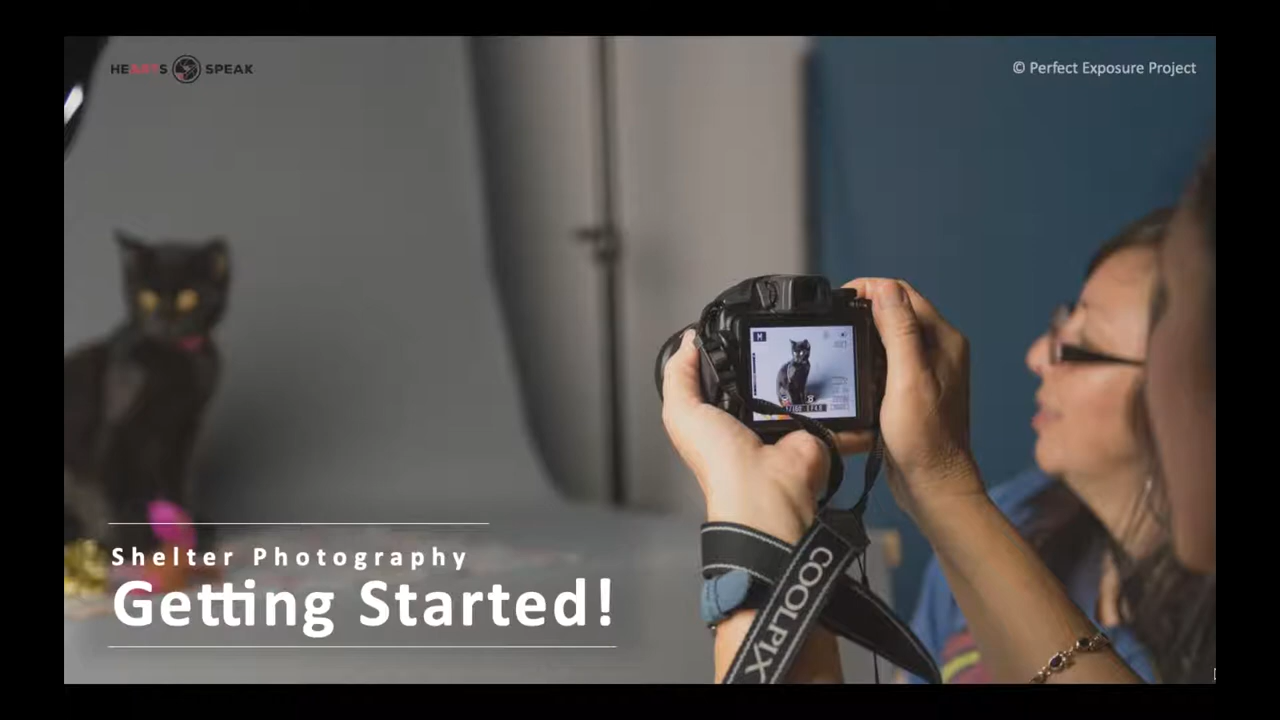 HEARTS SPEAK
© Perfect Exposure Project
M
Shelter Photography
Getting Started!
COOLPIX